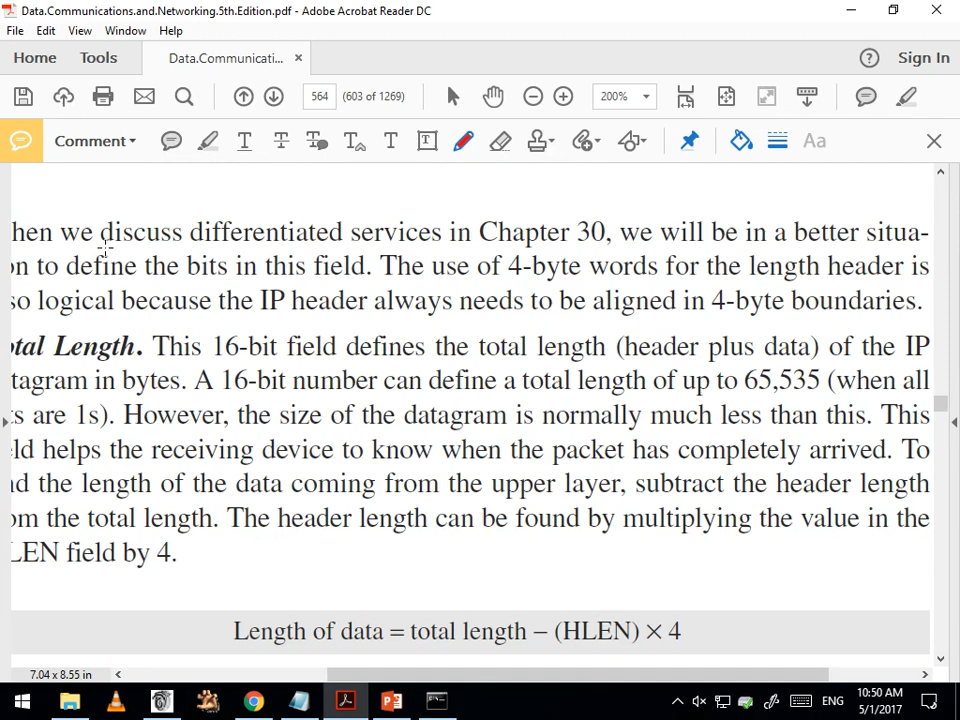 Data.Communications.and.Networking.5th.Edition.pdf - Adobe Acrobat Reader DC
File Edit View Window Help
Home Tools Data.Communicati... × Sign In
564 (603 of 1269) 200%
Comment T T T T T T Aa
hen we discuss differentiated services in Chapter 30, we will be in a better situa-
on to define the bits in this field. The use of 4-byte words for the length header is
so logical because the IP header always needs to be aligned in 4-byte boundaries.
otal Length. This 16-bit field defines the total length (header plus data) of the IP
tagram in bytes. A 16-bit number can define a total length of up to 65,535 (when all
ts are 1s). However, the size of the datagram is normally much less than this. This
eld helps the receiving device to know when the packet has completely arrived. To
nd the length of the data coming from the upper layer, subtract the header length
om the total length. The header length can be found by multiplying the value in the
LEN field by 4.
Length of data = total length − (HLEN) × 4
7.04 x 8.55 in
ENG
10:50 AM
5/1/2017